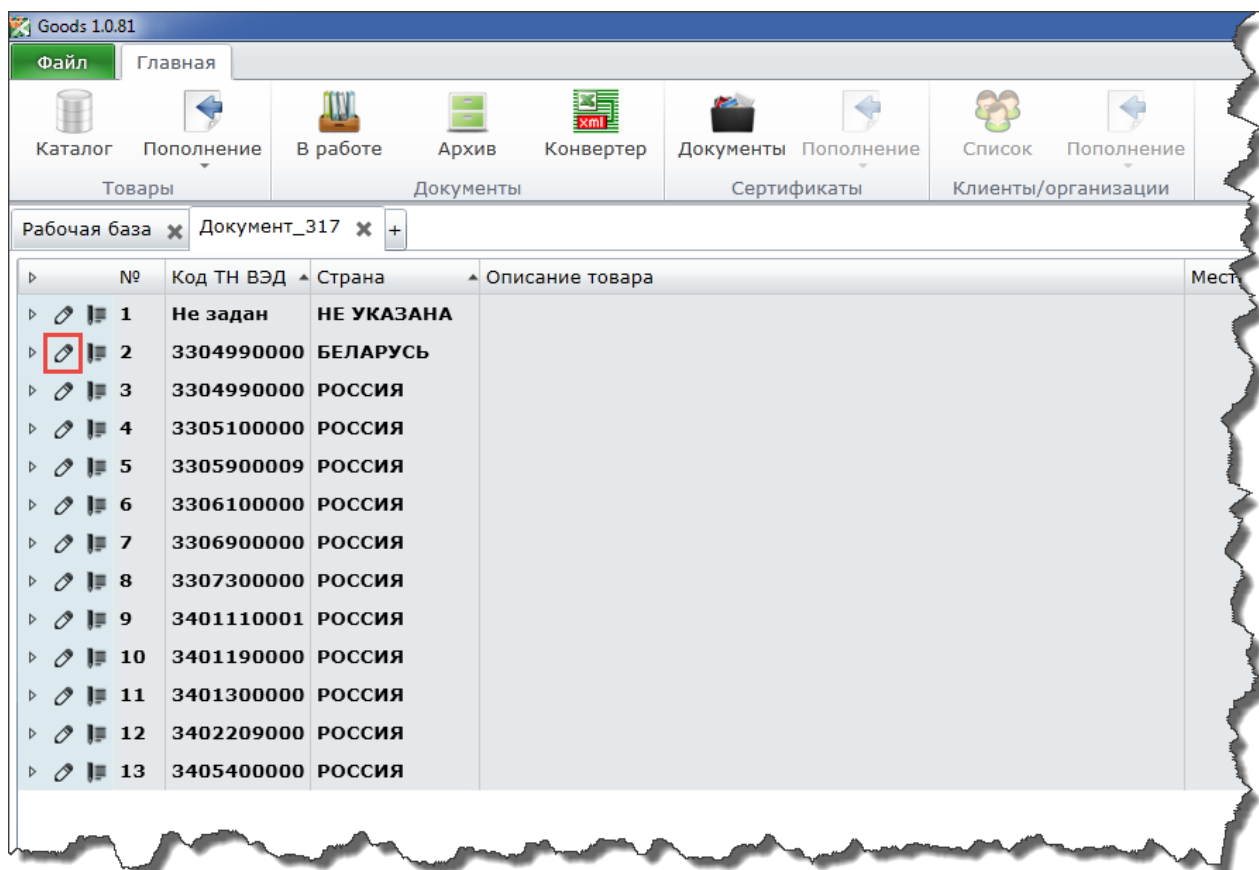 Goods 1.0.81
Файл Главная
Каталог Пополнение В работе Архив Конвертер Документы Пополнение Список Пополнение
xml
Товары Документы Сертификаты Клиенты/организации
Рабочая база Документ_317 +
№ Код ТН ВЭД Страна Описание товара
1 Не задан НЕ УКАЗАНА
2 3304990000 БЕЛАРУСЬ
3 3304990000 РОССИЯ
4 3305100000 РОССИЯ
5 3305900009 РОССИЯ
6 3306100000 РОССИЯ
7 3306900000 РОССИЯ
8 3307300000 РОССИЯ
9 3401110001 РОССИЯ
10 3401190000 РОССИЯ
11 3401300000 РОССИЯ
12 3402209000 РОССИЯ
13 3405400000 РОССИЯ